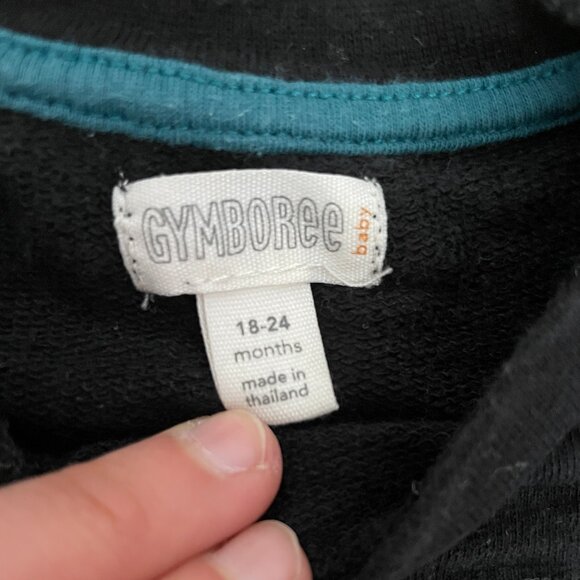 GYMBORee
baby
18-24
months
made in
thailand